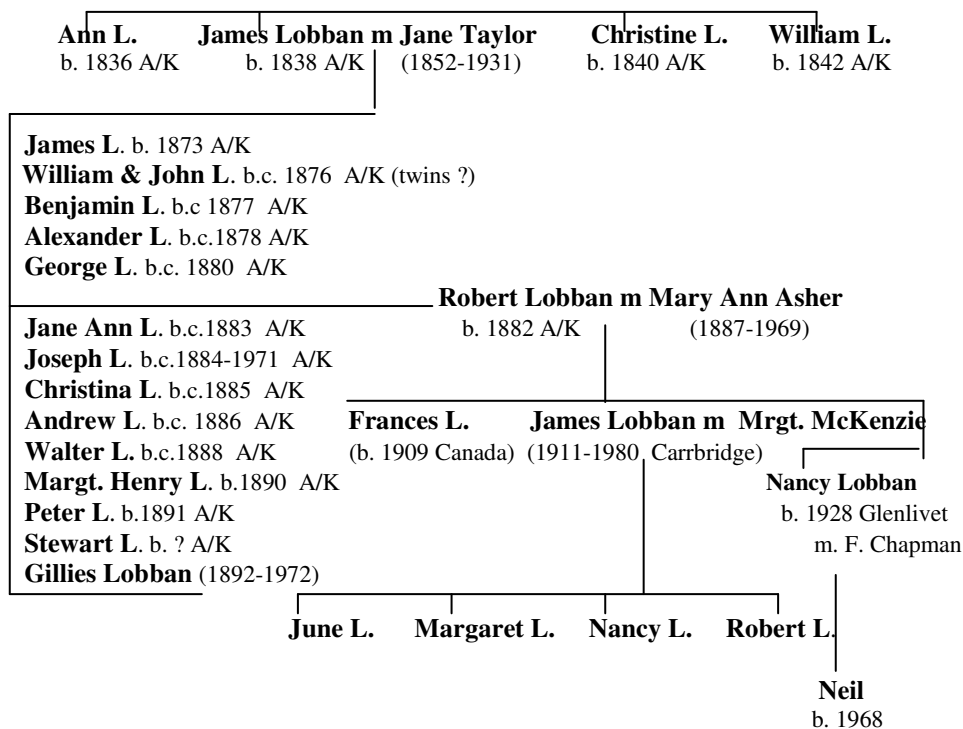 Ann L. James Lobban m Jane Taylor Christine L. William L.
b. 1836 A/K b. 1838 A/K (1852-1931) b. 1840 A/K b. 1842 A/K
James L. b. 1873 A/K
William & John L. b.c. 1876 A/K (twins ?)
Benjamin L. b.c 1877 A/K
Alexander L. b.c.1878 A/K
George L. b.c. 1880 A/K
Robert Lobban m Mary Ann Asher
b. 1882 A/K (1887-1969)
Jane Ann L. b.c.1883 A/K
Joseph L. b.c.1884-1971 A/K
Christina L. b.c.1885 A/K
Andrew L. b.c. 1886 A/K
Walter L. b.c.1888 A/K
Margt. Henry L. b.1890 A/K
Peter L. b.1891 A/K
Stewart L. b. ? A/K
Gillies Lobban (1892-1972)
Frances L. James Lobban m Mrgt. McKenzie
(b. 1909 Canada) (1911-1980 Carrbridge)
Nancy Lobban
b. 1928 Glenlivet
m. F. Chapman
June L. Margaret L. Nancy L. Robert L.
Neil
b. 1968